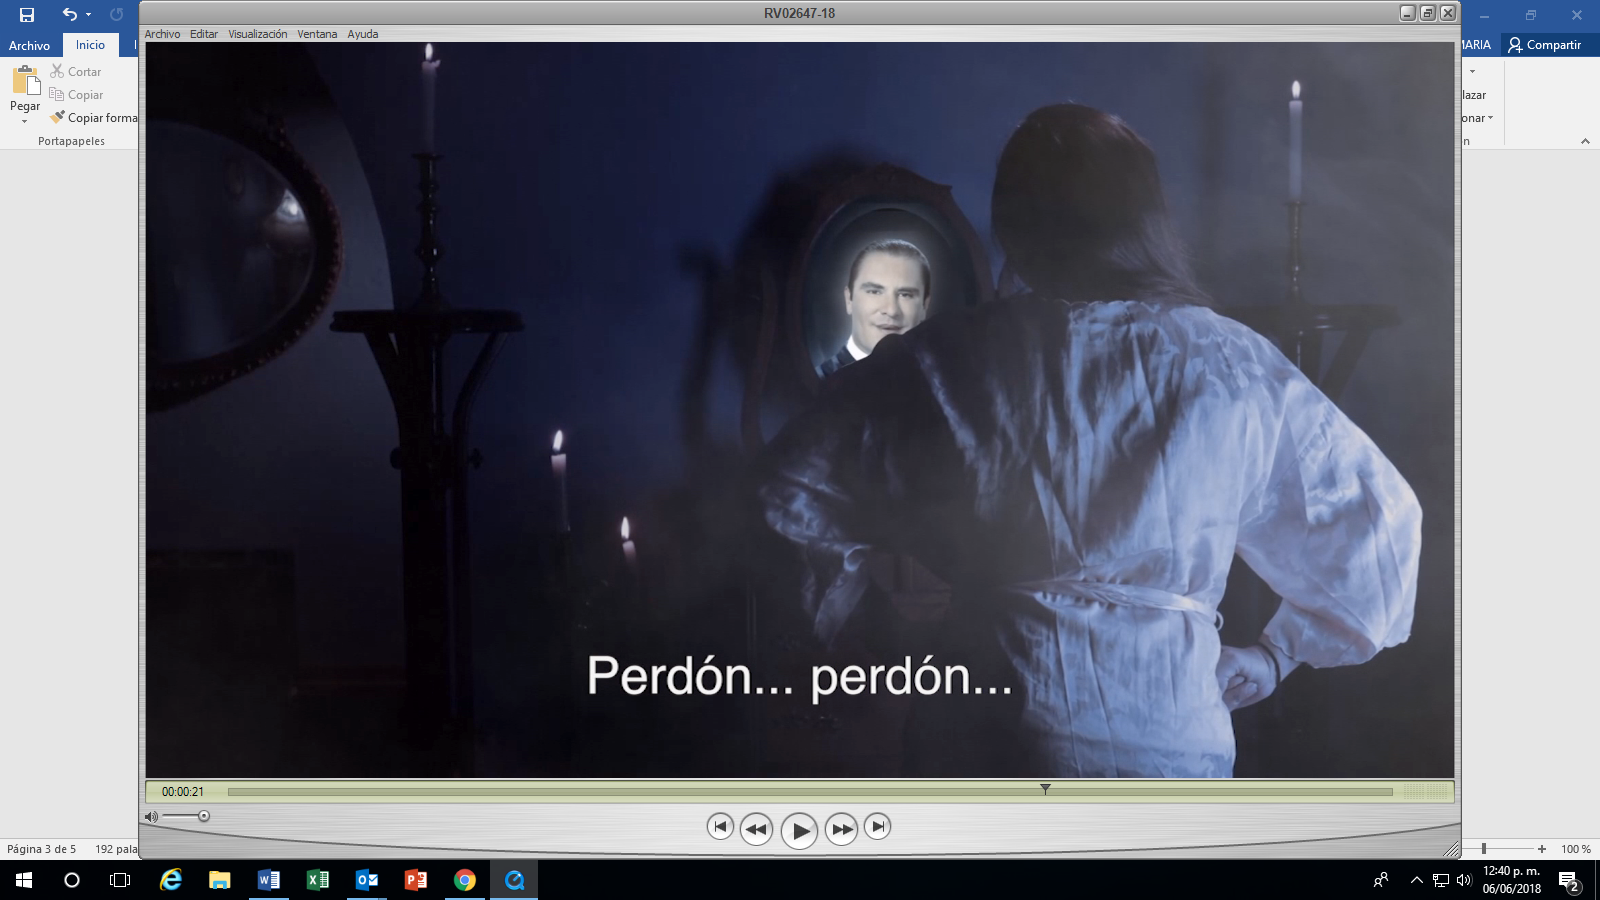 RV02647-18
Archivo Editar Visualización Ventana Ayuda
Archivo Inicio
MARIA Compartir
Pegar
Cortar
Copiar
Copiar forma
Portapapeles
lazar
onar
n
Perdón... perdón...
00:00:21
Página 3 de 5 192 pala
100 %
12:40 p. m.
06/06/2018
2